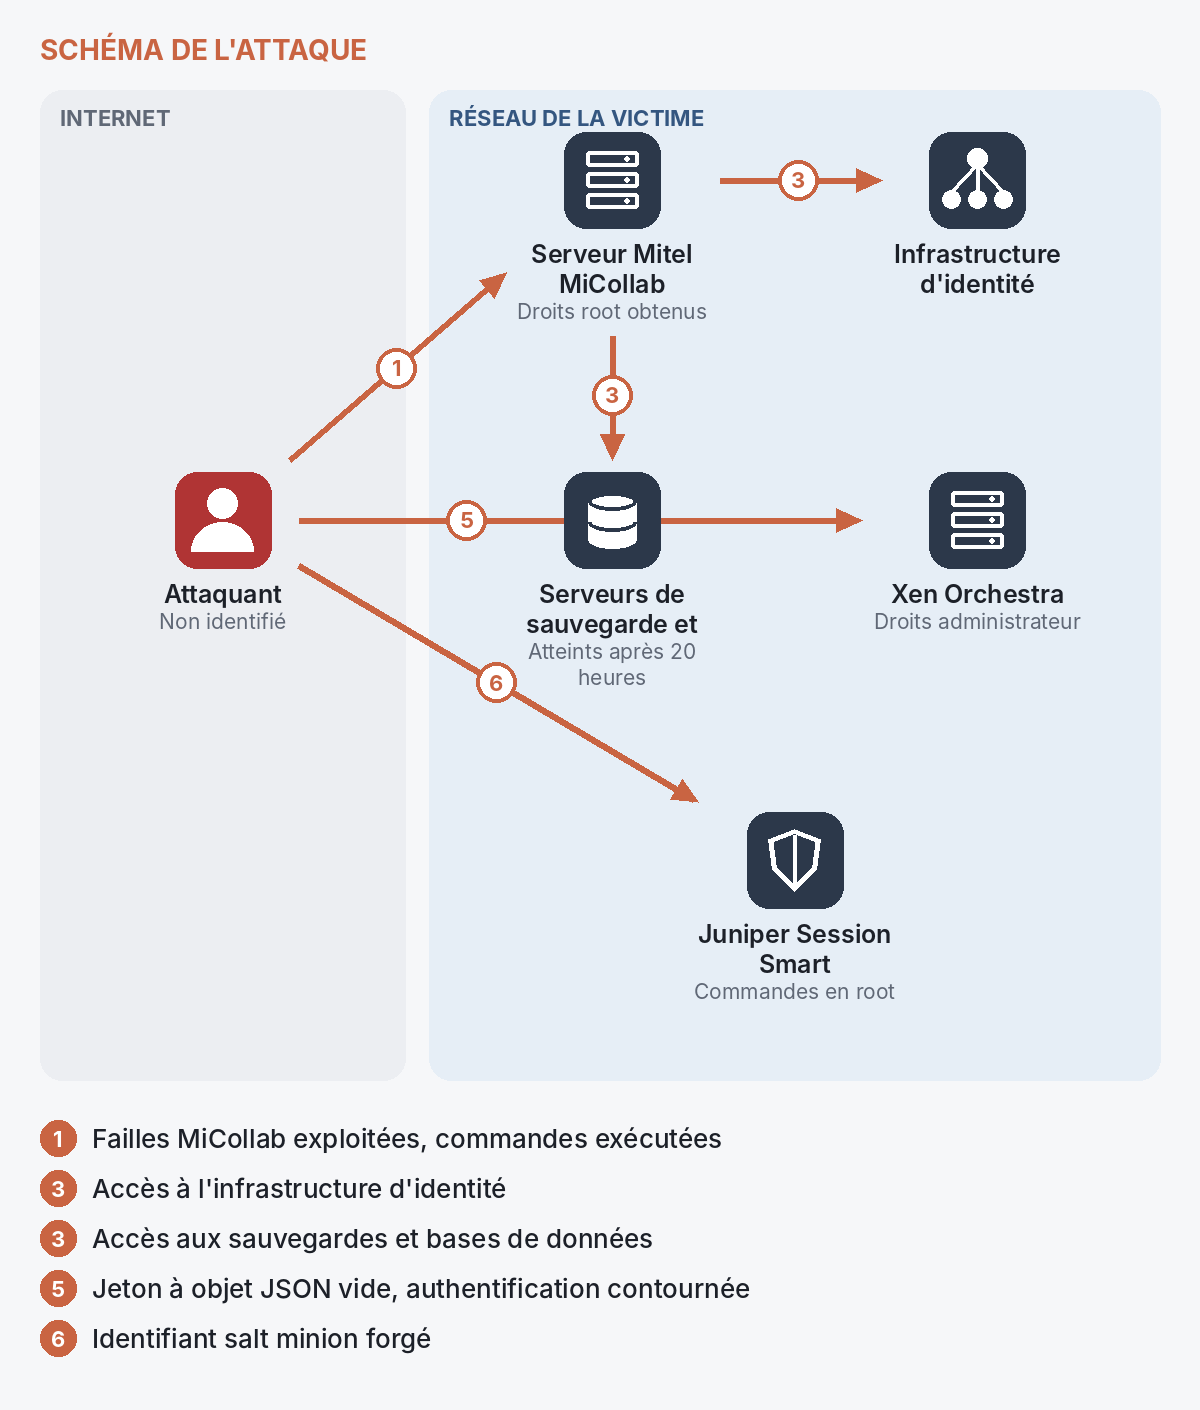 SCHÉMA DE L'ATTAQUE
INTERNET
RÉSEAU DE LA VICTIME
3
Serveur Mitel
MiCollab
Droits root obtenus
Infrastructure
d'identité
1
3
5
Attaquant
Non identifié
Serveurs de
sauvegarde et
Atteints après 20
heures
Xen Orchestra
Droits administrateur
6
Juniper Session
Smart
Commandes en root
1 Failles MiCollab exploitées, commandes exécutées
3 Accès à l'infrastructure d'identité
3 Accès aux sauvegardes et bases de données
5 Jeton à objet JSON vide, authentification contournée
6 Identifiant salt minion forgé